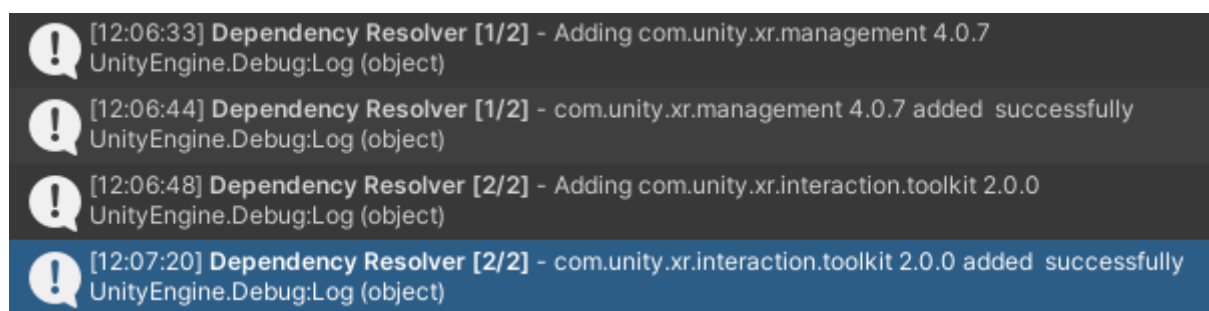 [12:06:33] Dependency Resolver [1/2] - Adding com.unity.xr.management 4.0.7
UnityEngine.Debug:Log (object)
[12:06:44] Dependency Resolver [1/2] - com.unity.xr.management 4.0.7 added  successfully
UnityEngine.Debug:Log (object)
[12:06:48] Dependency Resolver [2/2] - Adding com.unity.xr.interaction.toolkit 2.0.0
UnityEngine.Debug:Log (object)
[12:07:20] Dependency Resolver [2/2] - com.unity.xr.interaction.toolkit 2.0.0 added  successfully
UnityEngine.Debug:Log (object)